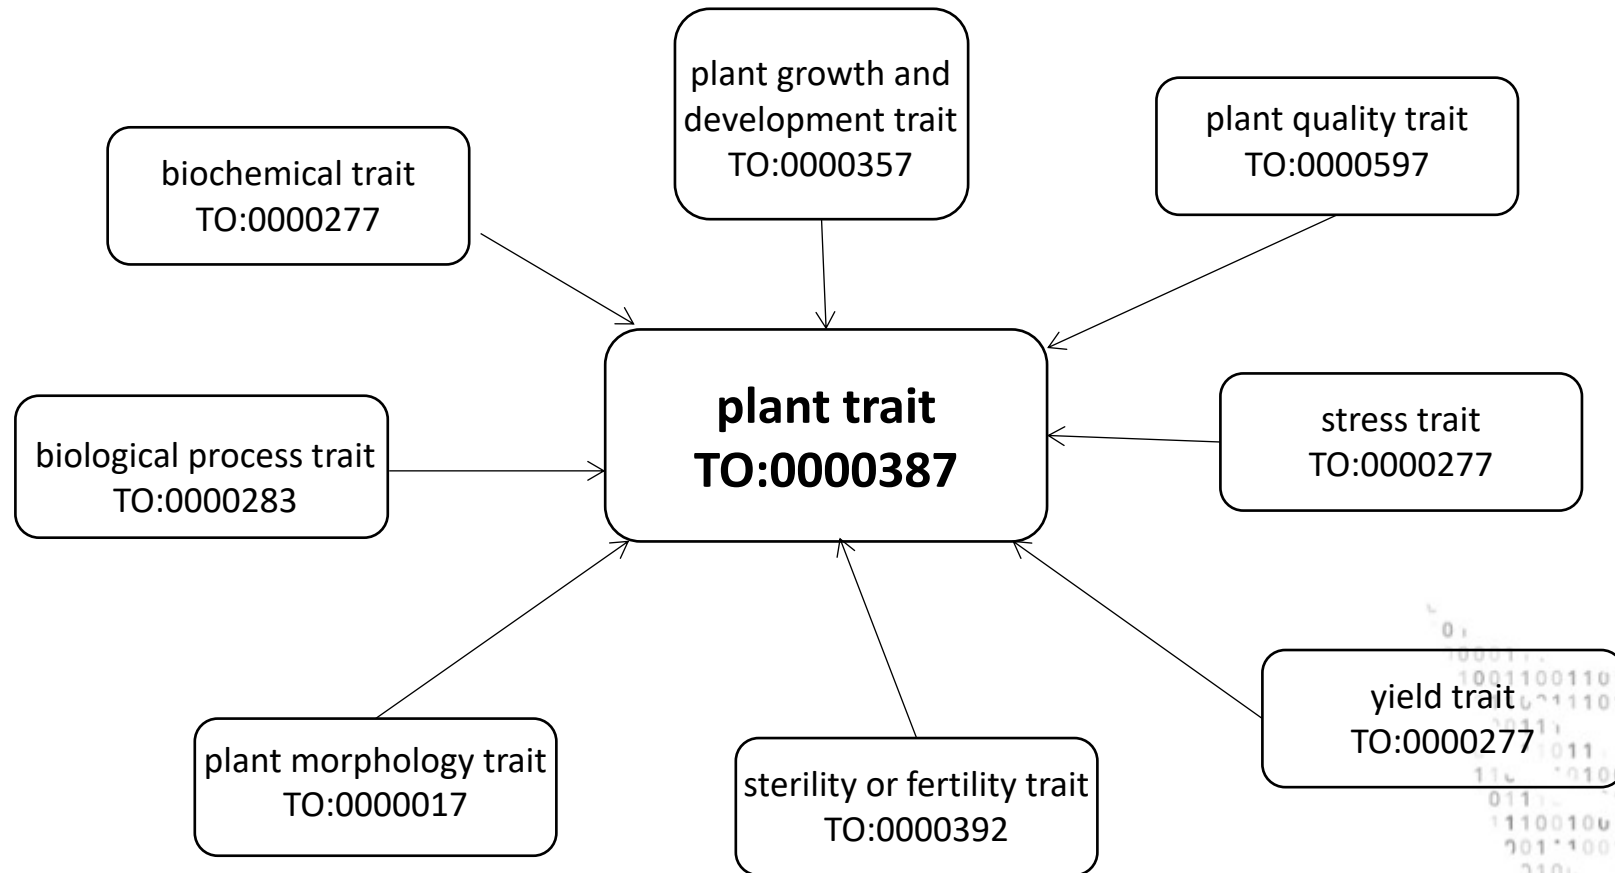 plant growth and
development trait
TO:0000357
plant quality trait
TO:0000597
biochemical trait
TO:0000277
plant trait
TO:0000387
stress trait
TO:0000277
biological process trait
TO:0000283
yield trait
TO:0000277
plant morphology trait
TO:0000017
sterility or fertility trait
TO:0000392